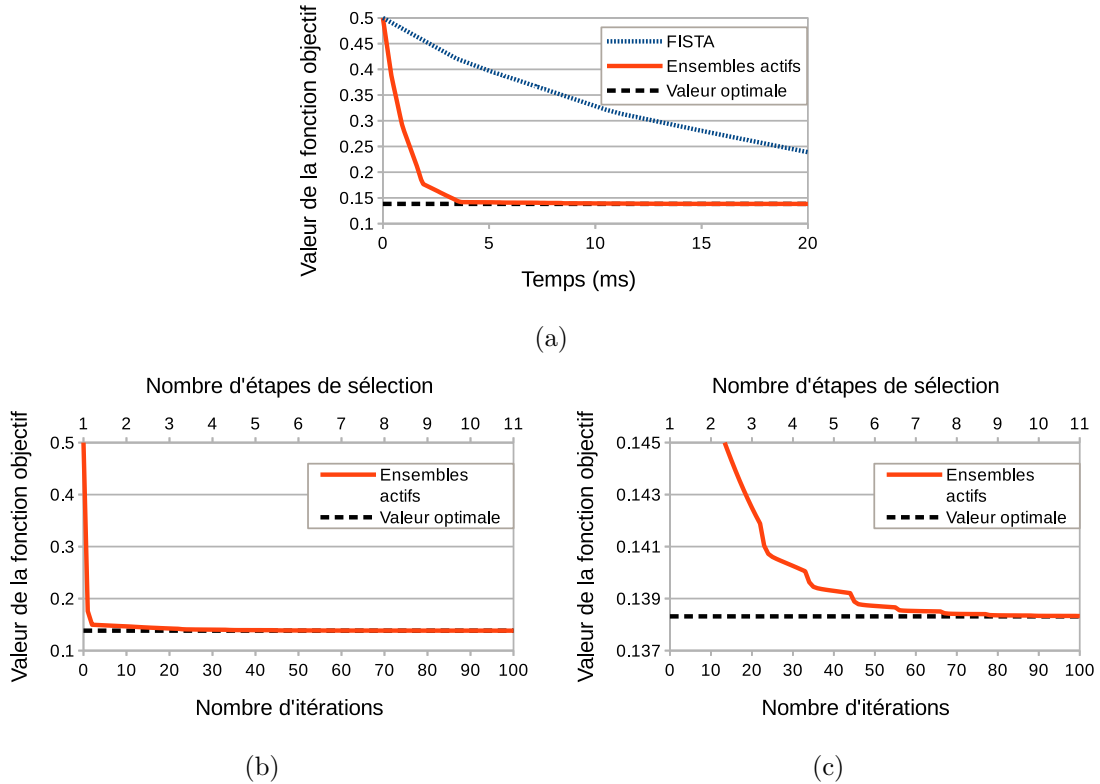 Valeur de la fonction objectif
0.5
0.45
0.4
0.35
0.3
0.25
0.2
0.15
0.1
FISTA
Ensembles actifs
Valeur optimale
0 5 10 15 20
Temps (ms)
(a)
Nombre d'étapes de sélection
1 2 3 4 5 6 7 8 9 10 11
Valeur de la fonction objectif
0.5
0.4
0.3
0.2
0.1
Ensembles
actifs
Valeur optimale
0 10 20 30 40 50 60 70 80 90 100
Nombre d'itérations
(b)
Nombre d'étapes de sélection
1 2 3 4 5 6 7 8 9 10 11
Valeur de la fonction objectif
0.145
0.143
0.141
0.139
0.137
Ensembles
actifs
Valeur optimale
0 10 20 30 40 50 60 70 80 90 100
Nombre d'itérations
(c)